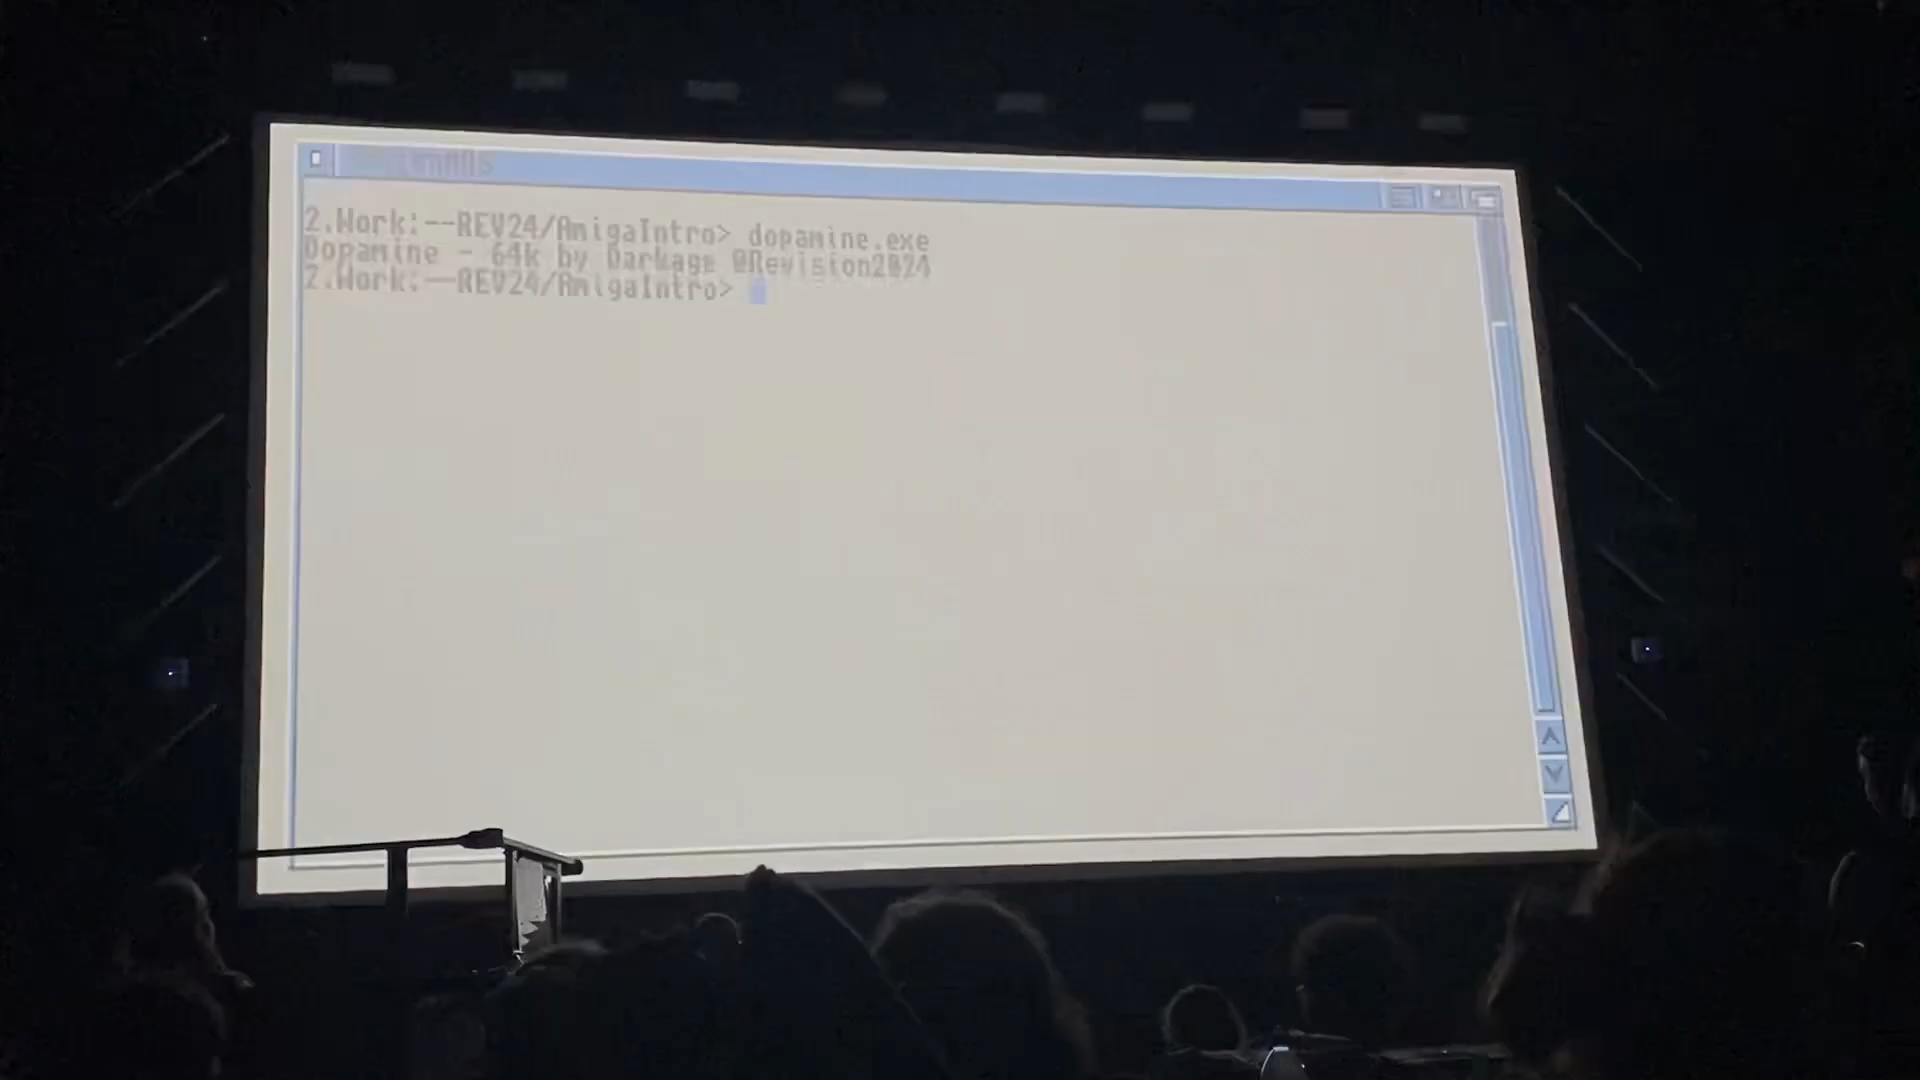 2.Work:--REV24/AmigaIntro> dopamine.exe
Dopamine - 64k by Darkage @Revision2024
2.Work:--REV24/AmigaIntro>